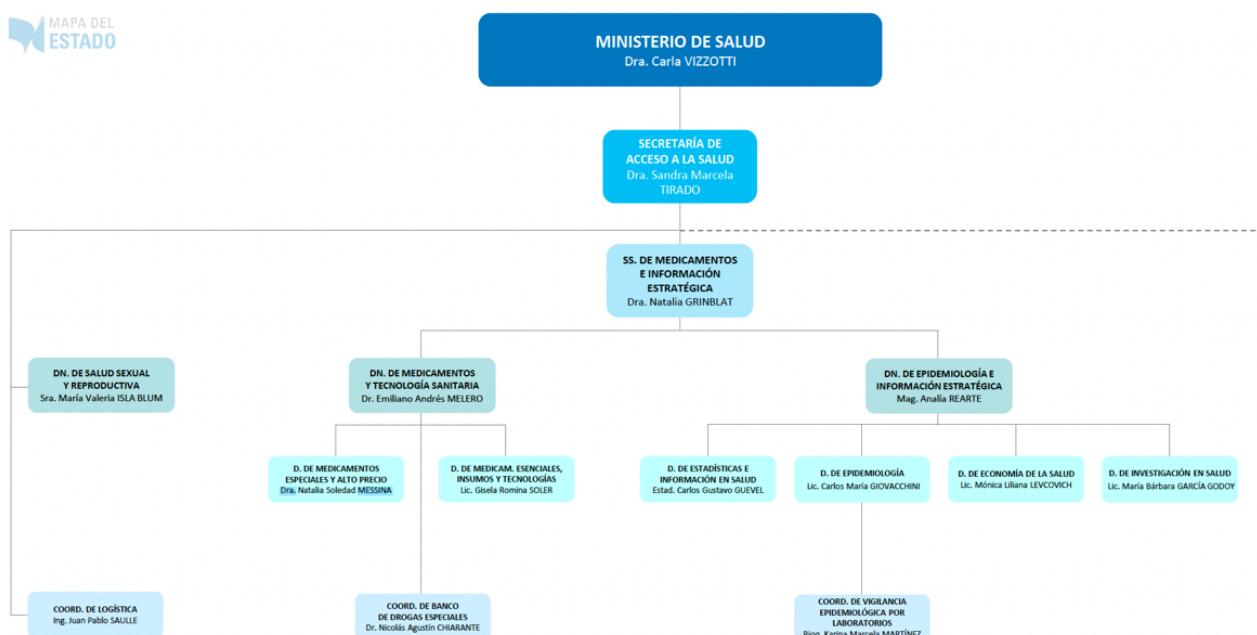 MAPA DEL
ESTADO
MINISTERIO DE SALUD
Dra. Carla VIZZOTTI
SECRETARÍA DE
ACCESO A LA SALUD
Dra. Sandra Marcela
TIRADO
SS. DE MEDICAMENTOS
E INFORMACIÓN
ESTRATÉGICA
Dra. Natalia GRINBLAT
DN. DE SALUD SEXUAL
Y REPRODUCTIVA
Sra. María Valeria ISLA BLUM
DN. DE MEDICAMENTOS
Y TECNOLOGÍA SANITARIA
Dr. Emiliano Andrés MELERO
DN. DE EPIDEMIOLOGÍA E
INFORMACIÓN ESTRATÉGICA
Mag. Analía REARTE
D. DE MEDICAMENTOS
ESPECIALES Y ALTO PRECIO
Dra. Natalia Soledad MESSINA
D. DE MEDICAM. ESENCIALES,
INSUMOS Y TECNOLOGÍAS
Lic. Gisela Romina SOLER
D. DE ESTADÍSTICAS E
INFORMACIÓN EN SALUD
Estad. Carlos Gustavo GUEVEL
D. DE EPIDEMIOLOGÍA
Lic. Carlos María GIOVACCHINI
D. DE ECONOMÍA DE LA SALUD
Lic. Mónica Liliana LEVCOVICH
D. DE INVESTIGACIÓN EN SALUD
Lic. María Bárbara GARCÍA GODOY
COORD. DE LOGÍSTICA
Ing. Juan Pablo SAULLE
COORD. DE BANCO
DE DROGAS ESPECIALES
Dr. Nicolás Agustín CHIARANTE
COORD. DE VIGILANCIA
EPIDEMIOLÓGICA POR
LABORATORIOS
Bioq. Karina Marcela MARTÍNEZ